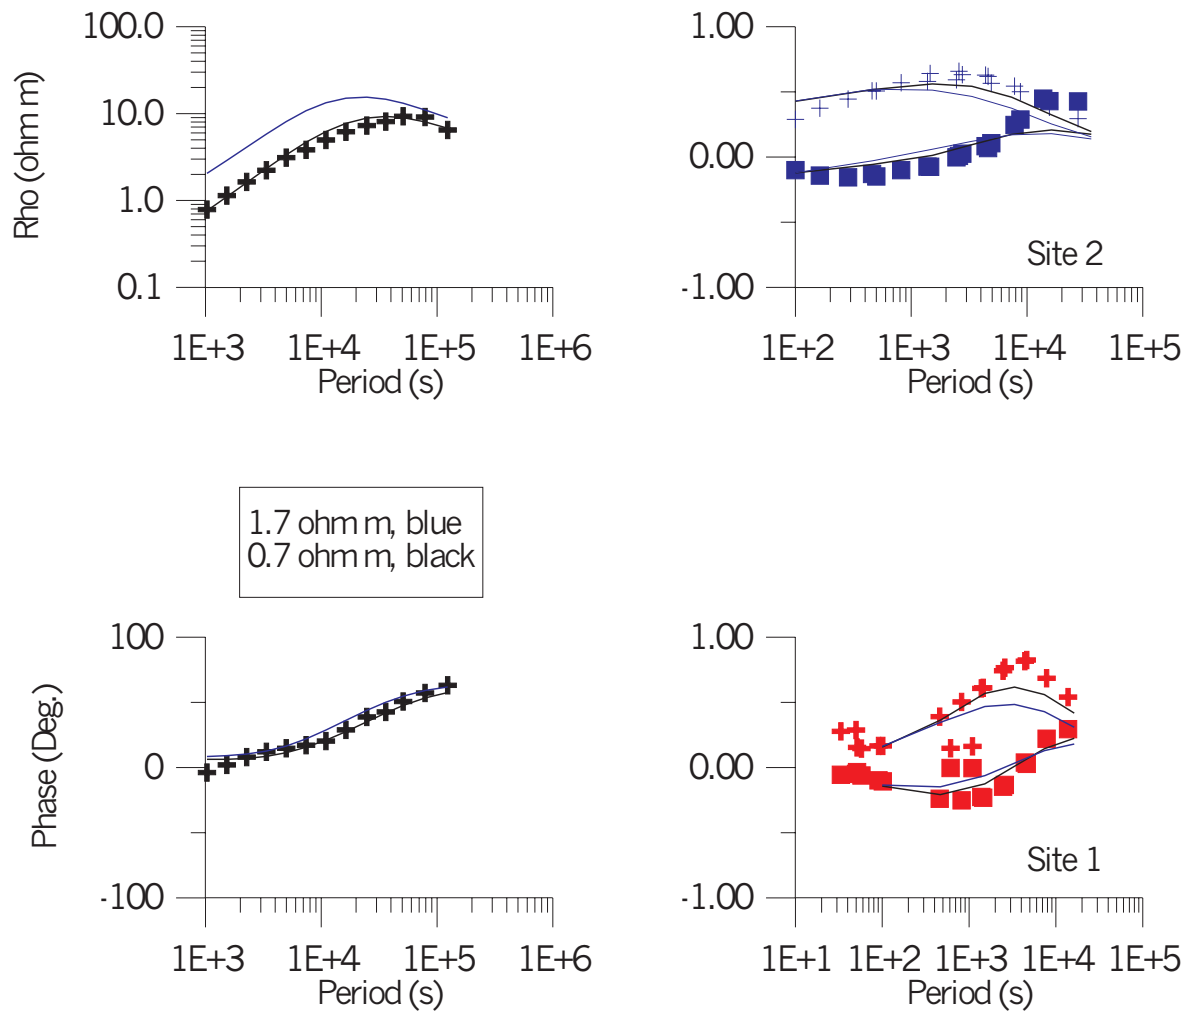 100.0
10.0
1.0
0.1
Rho (ohm m)
1E+3 1E+4 1E+5 1E+6
Period (s)
1.00
0.00
-1.00
Site 2
1E+2 1E+3 1E+4 1E+5
Period (s)
1.7 ohm m, blue
0.7 ohm m, black
100
0
-100
Phase (Deg.)
1E+3 1E+4 1E+5 1E+6
Period (s)
1.00
0.00
-1.00
Site 1
1E+1 1E+2 1E+3 1E+4 1E+5
Period (s)